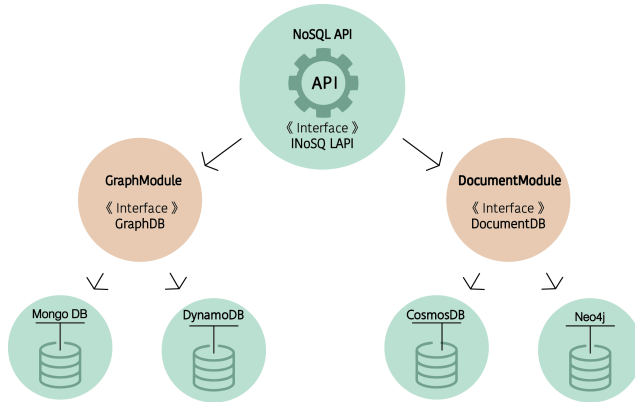 NoSQL API
API
《 Interface 》
INoSQ LAPI
GraphModule
《 Interface 》
GraphDB
DocumentModule
《 Interface 》
DocumentDB
Mongo DB
DynamoDB
CosmosDB
Neo4j